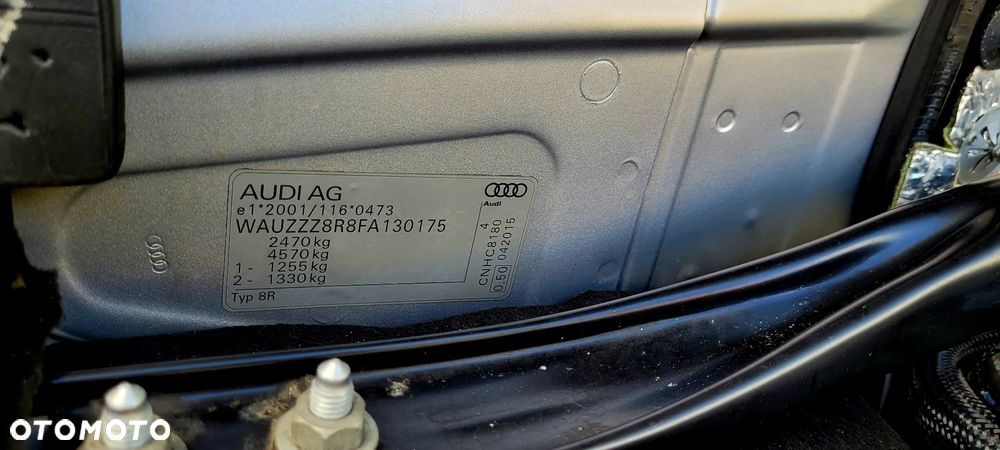 AUDI AG
e1*2001/116*0473
WAUZZZ8R8FA130175
2470kg
4570kg
1 - 1255kg
2 - 1330kg
Typ 8R
Audi
CNHC8180 4
0.50 042015
OTOMOTO